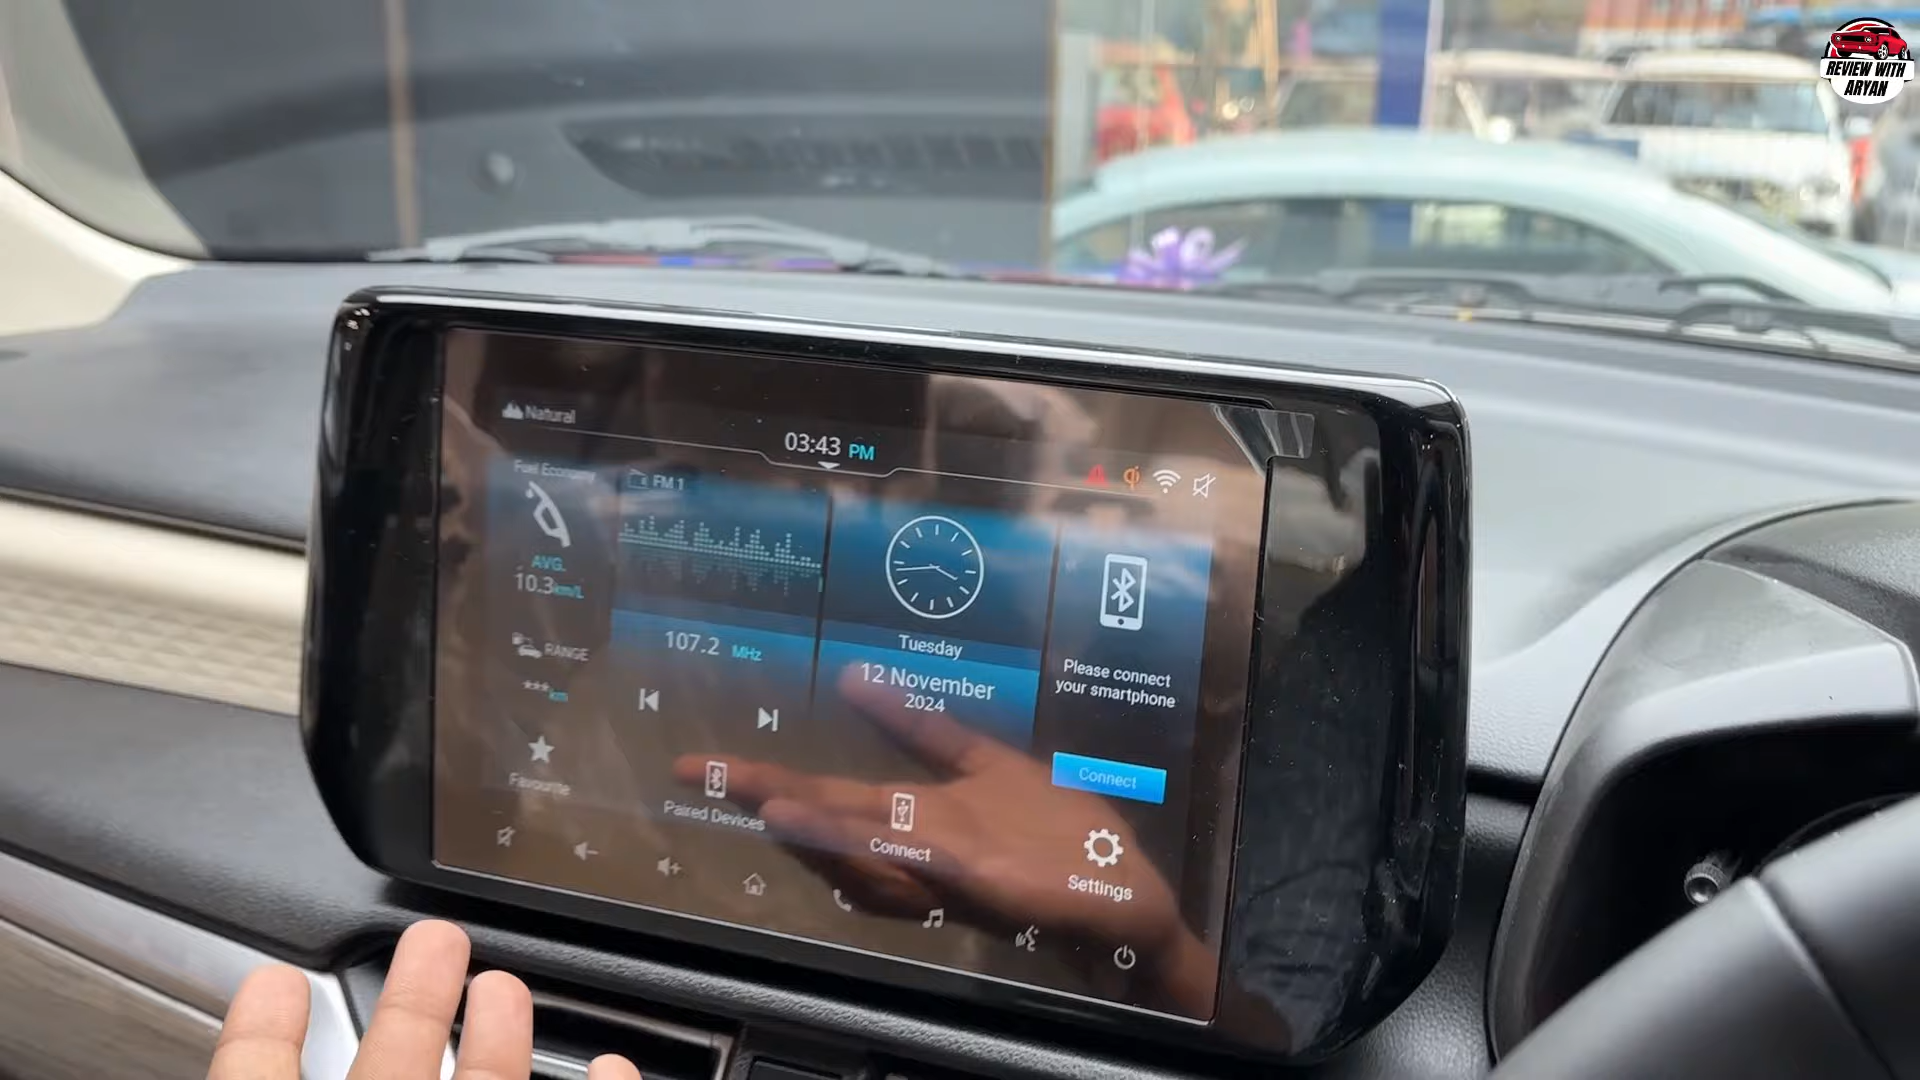 REVIEW WITH
ARYAN
Natural
03:43 PM
Fuel Economy
AVG.
10.3km/L
RANGE
***km
Favourite
FM 1
107.2 MHz
Tuesday
12 November
2024
Please connect
your smartphone
Connect
Paired Devices
Connect
Settings